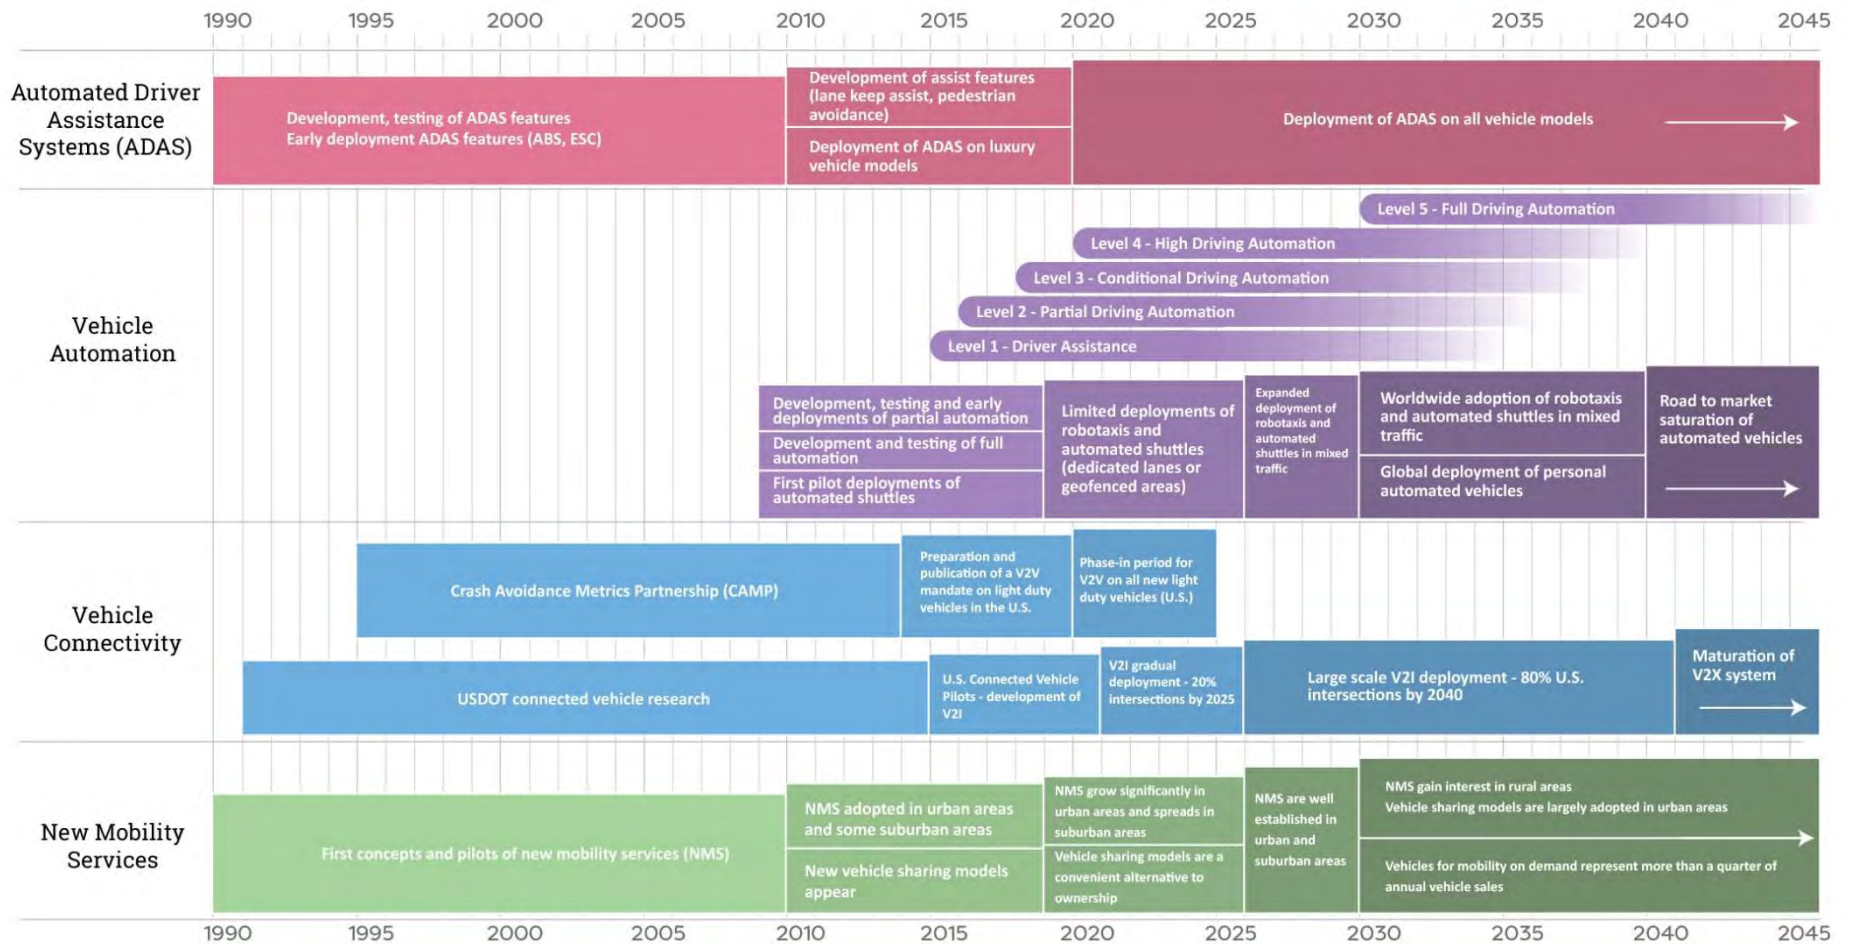 1990 1995 2000 2005 2010 2015 2020 2025 2030 2035 2040 2045
Automated Driver
Assistance
Systems (ADAS)
Development, testing of ADAS features
Early deployment ADAS features (ABS, ESC)
Development of assist features
(lane keep assist, pedestrian
avoidance)
Deployment of ADAS on luxury
vehicle models
Deployment of ADAS on all vehicle models
Vehicle
Automation
Level 5 - Full Driving Automation
Level 4 - High Driving Automation
Level 3 - Conditional Driving Automation
Level 2 - Partial Driving Automation
Level 1 - Driver Assistance
Development, testing and early
deployments of partial automation
Development and testing of full
automation
First pilot deployments of
automated shuttles
Limited deployments of
robotaxis and
automated shuttles
(dedicated lanes or
geofenced areas)
Expanded
deployment of
robotaxis and
automated
shuttles in mixed
traffic
Worldwide adoption of robotaxis
and automated shuttles in mixed
traffic
Global deployment of personal
automated vehicles
Road to market
saturation of
automated vehicles
Vehicle
Connectivity
Crash Avoidance Metrics Partnership (CAMP)
Preparation and
publication of a V2V
mandate on light duty
vehicles in the U.S.
Phase-in period for
V2V on all new light
duty vehicles (U.S.)
USDOT connected vehicle research
U.S. Connected Vehicle
Pilots - development of
V2I
V2I gradual
deployment - 20%
intersections by 2025
Large scale V2I deployment - 80% U.S.
intersections by 2040
Maturation of
V2X system
New Mobility
Services
First concepts and pilots of new mobility services (NMS)
NMS adopted in urban areas
and some suburban areas
New vehicle sharing models
appear
NMS grow significantly in
urban areas and spreads in
suburban areas
Vehicle sharing models are a
convenient alternative to
ownership
NMS are well
established in
urban and
suburban areas
NMS gain interest in rural areas
Vehicle sharing models are largely adopted in urban areas
Vehicles for mobility on demand represent more than a quarter of
annual vehicle sales
1990 1995 2000 2005 2010 2015 2020 2025 2030 2035 2040 2045